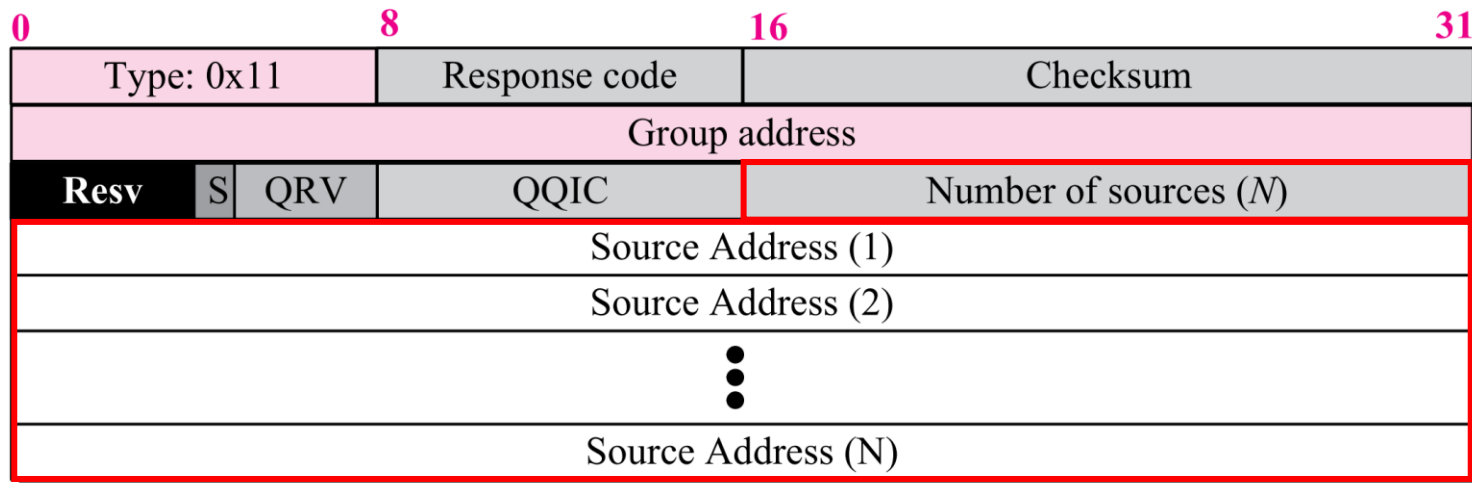 0 8 16 31
Type: 0x11 Response code Checksum
Group address
Resv S QRV QQIC Number of sources (N)
Source Address (1)
Source Address (2)
Source Address (N)